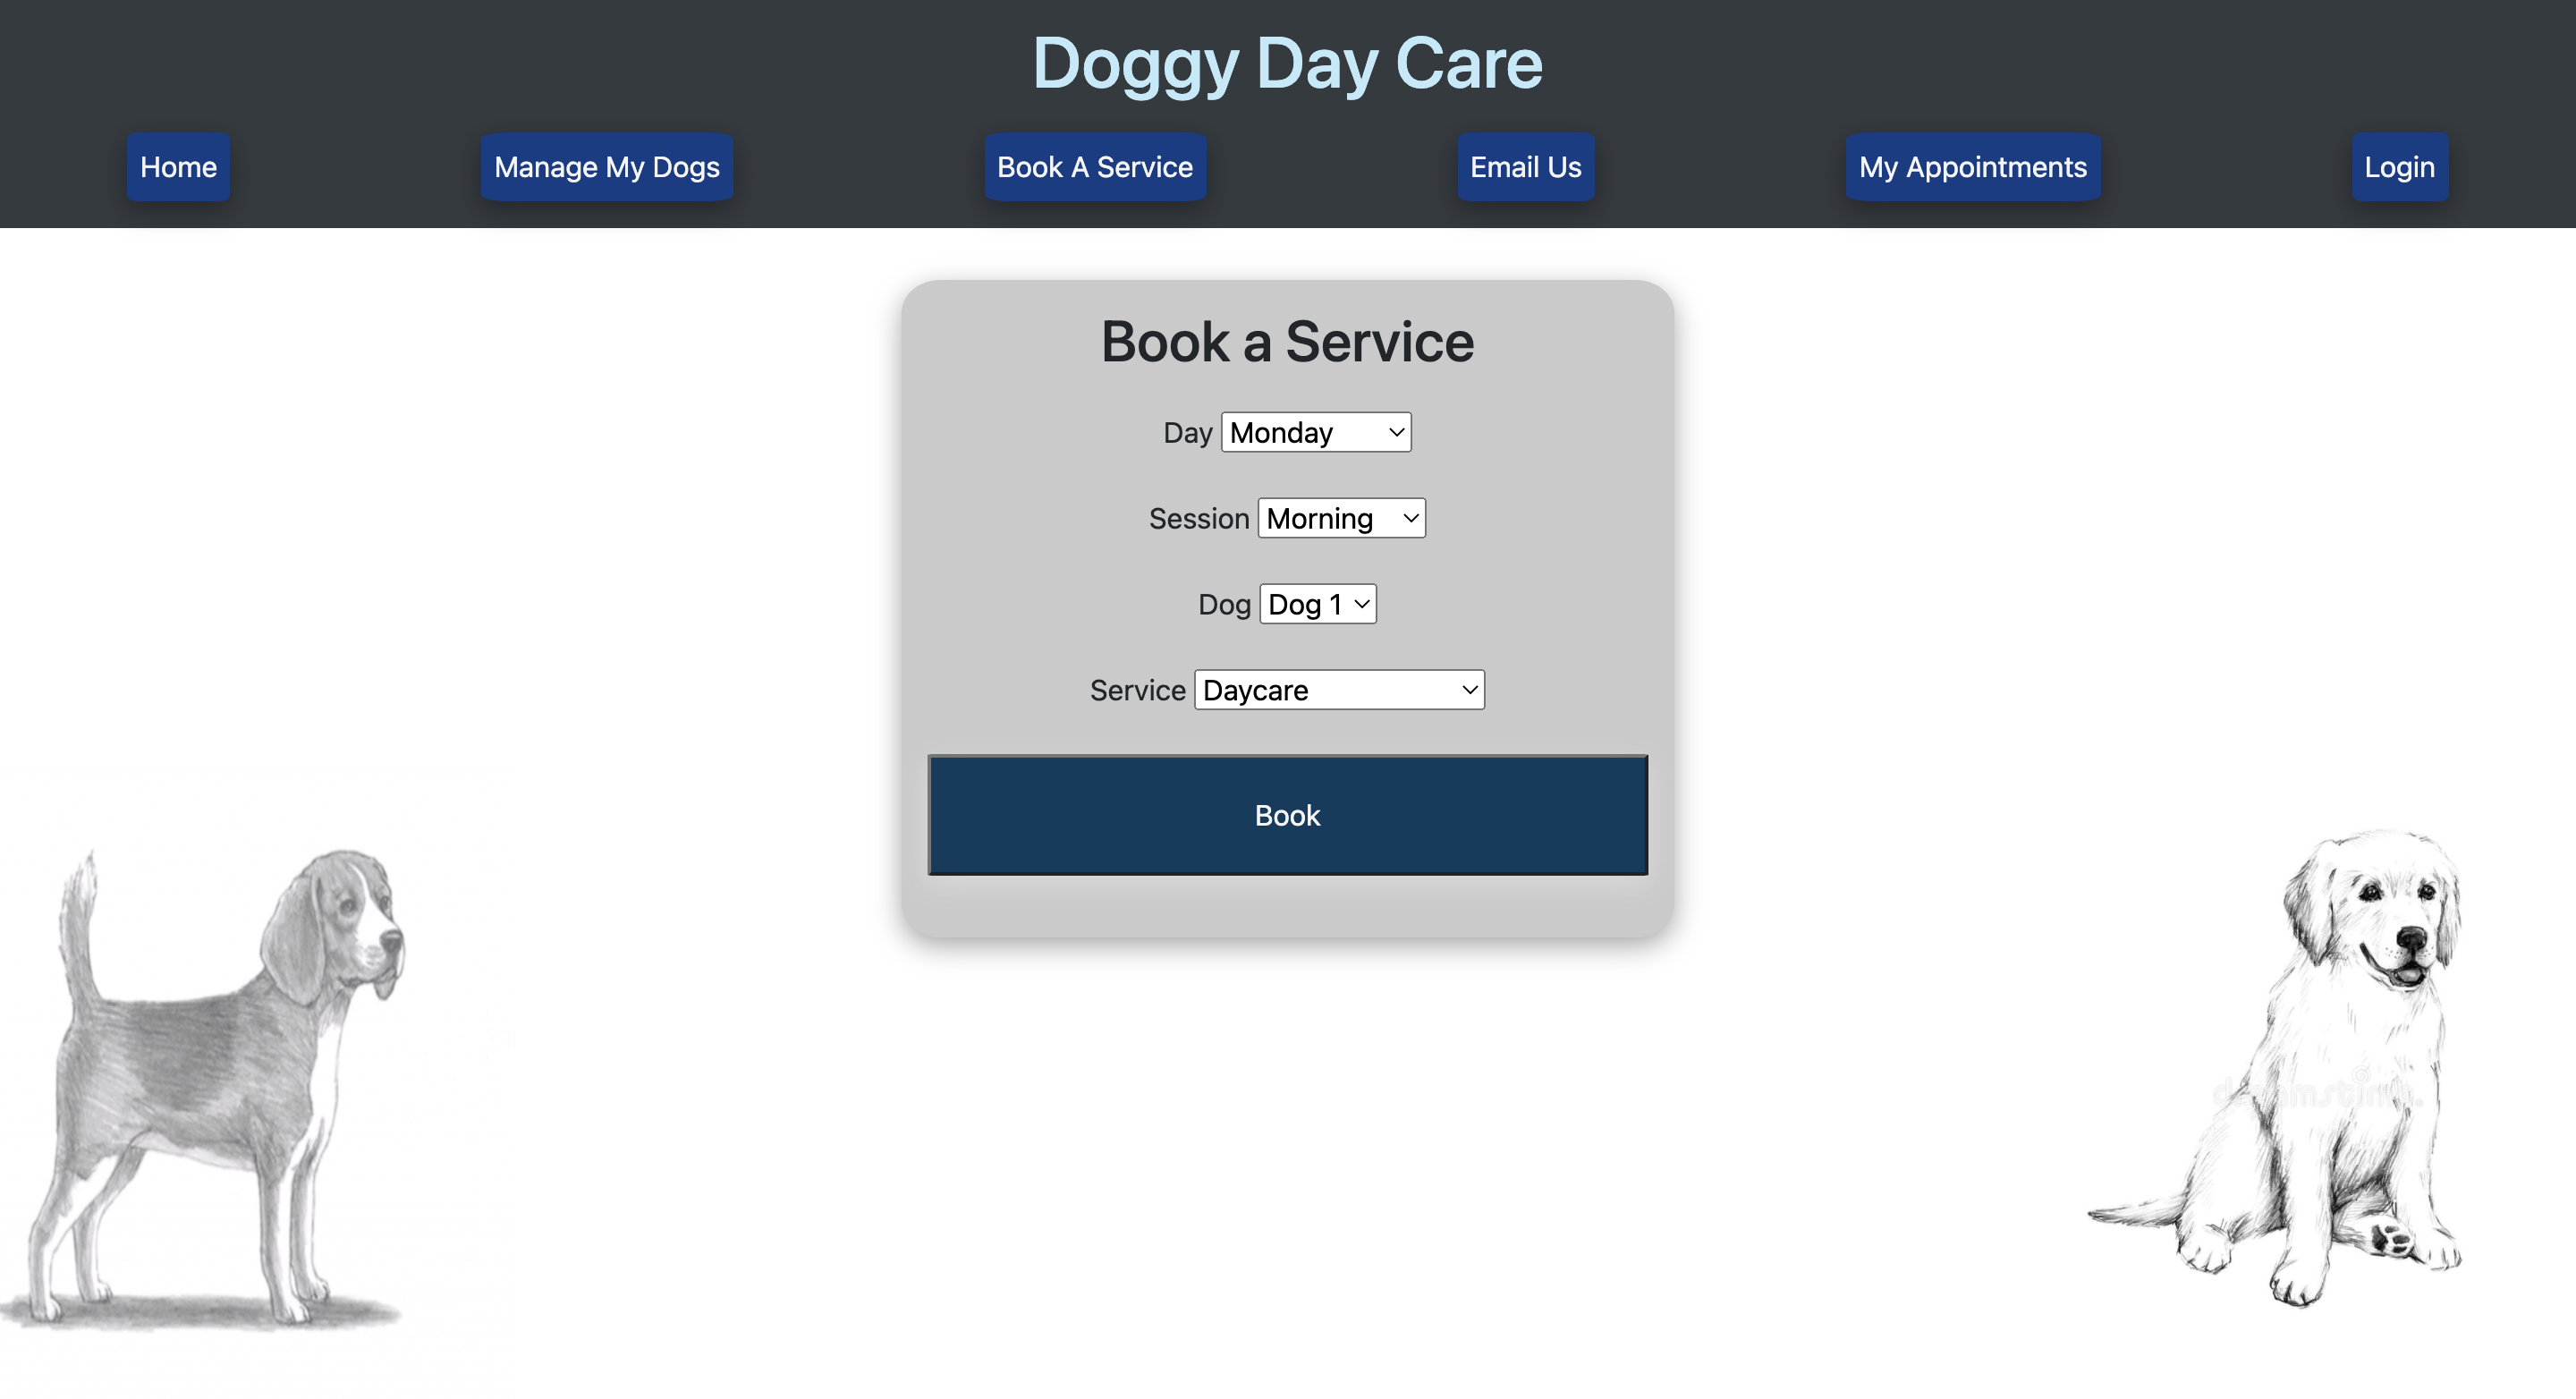 Doggy Day Care
Home Manage My Dogs Book A Service Email Us My Appointments Login
Book a Service
Day Monday
Session Morning
Dog Dog 1
Service Daycare
Book